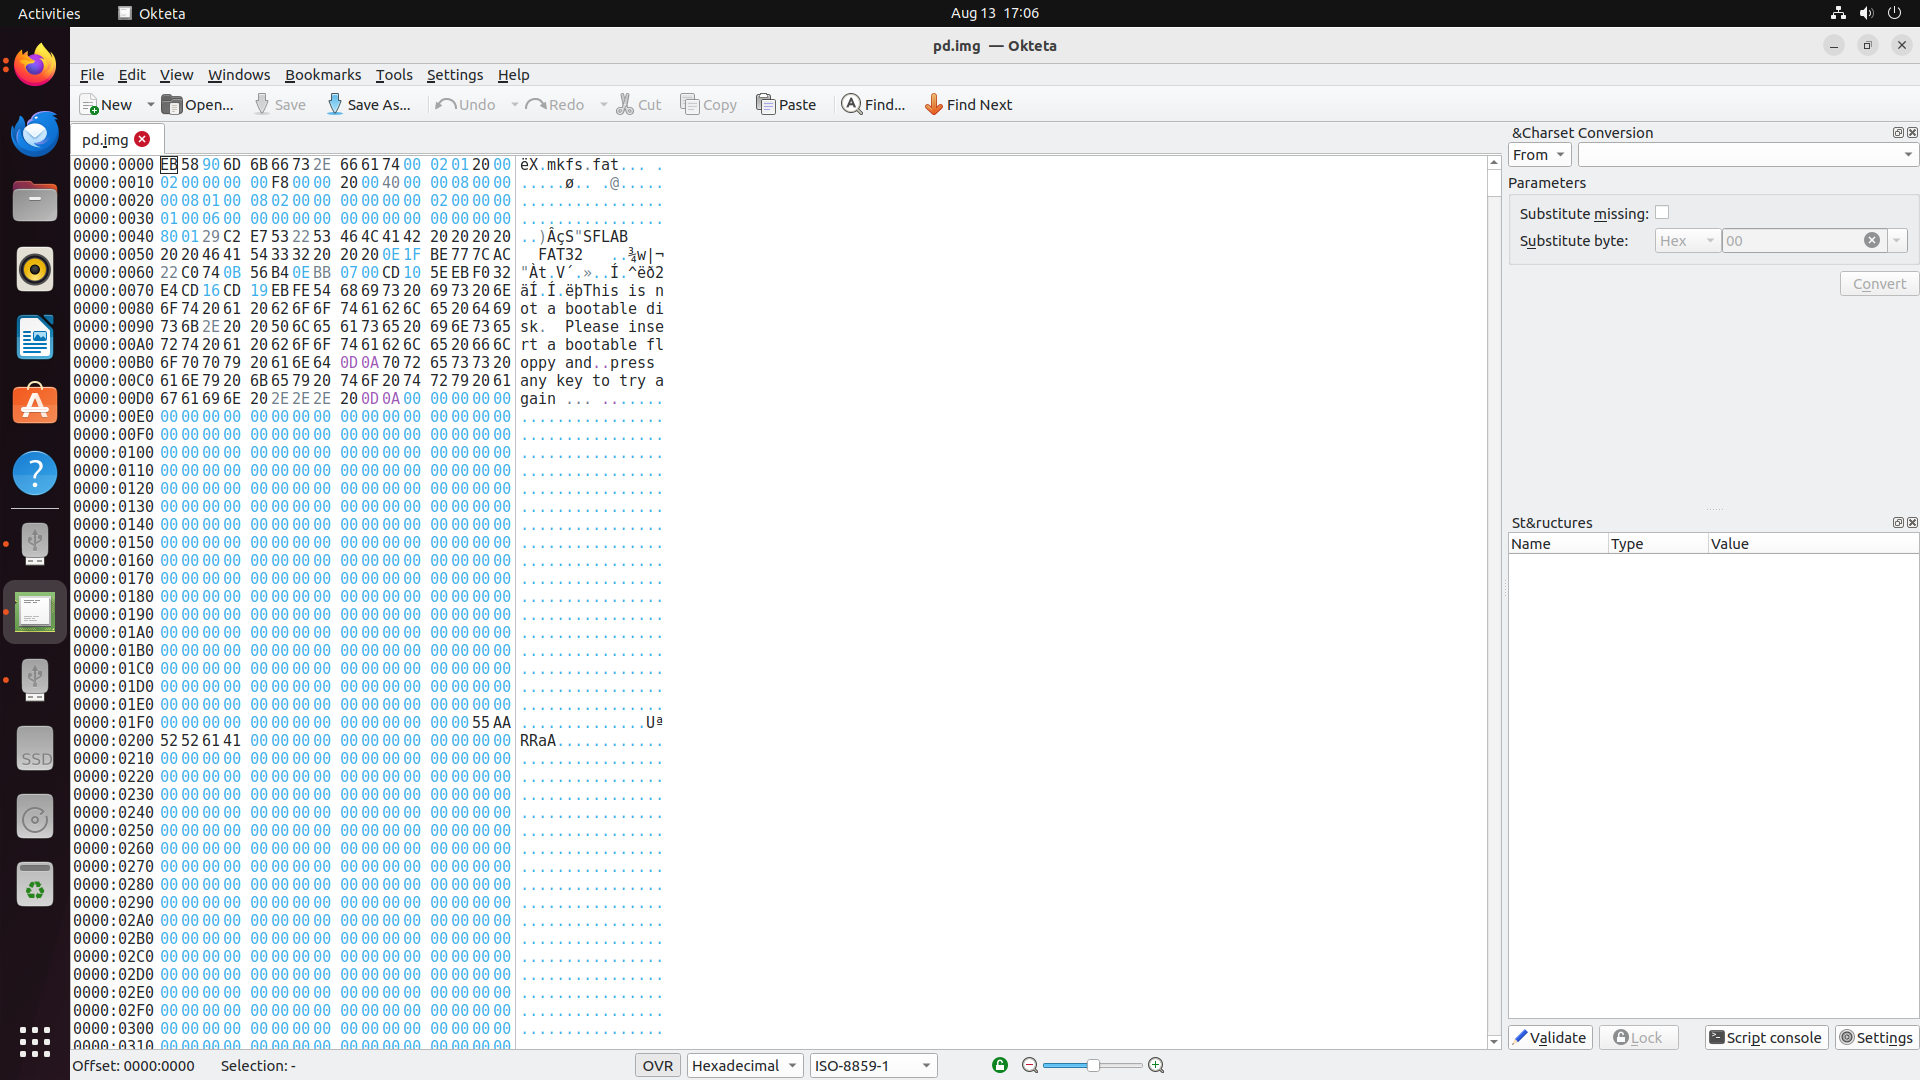 Activities
Okteta
Aug 13 17:06
pd.img — Okteta
File Edit View Windows Bookmarks Tools Settings Help
New Open... Save Save As... Undo Redo Cut Copy Paste Find... Find Next
pd.img
0000:0000 EB 58 90 6D 6B 66 73 2E 66 61 74 00 02 01 20 00 ëX.mkfs.fat... .
0000:0010 02 00 00 00 00 F8 00 00 20 00 40 00 00 08 00 00 .....ø.. .@.....
0000:0020 00 08 01 00 08 02 00 00 00 00 00 00 02 00 00 00 ................
0000:0030 01 00 06 00 00 00 00 00 00 00 00 00 00 00 00 00 ................
0000:0040 80 01 29 C2 E7 53 22 53 46 4C 41 42 20 20 20 20 ..)ÂçS"SFLAB
0000:0050 20 20 46 41 54 33 32 20 20 20 0E 1F BE 77 7C AC   FAT32   ..¾w|¬
0000:0060 22 C0 74 0B 56 B4 0E BB 07 00 CD 10 5E EB F0 32 "Àt.V´.»..Í.^ëð2
0000:0070 E4 CD 16 CD 19 EB FE 54 68 69 73 20 69 73 20 6E äÍ.Í.ëþThis is n
0000:0080 6F 74 20 61 20 62 6F 6F 74 61 62 6C 65 20 64 69 ot a bootable di
0000:0090 73 6B 2E 20 20 50 6C 65 61 73 65 20 69 6E 73 65 sk.  Please inse
0000:00A0 72 74 20 61 20 62 6F 6F 74 61 62 6C 65 20 66 6C rt a bootable fl
0000:00B0 6F 70 70 79 20 61 6E 64 0D 0A 70 72 65 73 73 20 oppy and..press
0000:00C0 61 6E 79 20 6B 65 79 20 74 6F 20 74 72 79 20 61 any key to try a
0000:00D0 67 61 69 6E 20 2E 2E 2E 20 0D 0A 00 00 00 00 00 gain ... .......
0000:00E0 00 00 00 00 00 00 00 00 00 00 00 00 00 00 00 00 ................
0000:00F0 00 00 00 00 00 00 00 00 00 00 00 00 00 00 00 00 ................
0000:0100 00 00 00 00 00 00 00 00 00 00 00 00 00 00 00 00 ................
0000:0110 00 00 00 00 00 00 00 00 00 00 00 00 00 00 00 00 ................
0000:0120 00 00 00 00 00 00 00 00 00 00 00 00 00 00 00 00 ................
0000:0130 00 00 00 00 00 00 00 00 00 00 00 00 00 00 00 00 ................
0000:0140 00 00 00 00 00 00 00 00 00 00 00 00 00 00 00 00 ................
0000:0150 00 00 00 00 00 00 00 00 00 00 00 00 00 00 00 00 ................
0000:0160 00 00 00 00 00 00 00 00 00 00 00 00 00 00 00 00 ................
0000:0170 00 00 00 00 00 00 00 00 00 00 00 00 00 00 00 00 ................
0000:0180 00 00 00 00 00 00 00 00 00 00 00 00 00 00 00 00 ................
0000:0190 00 00 00 00 00 00 00 00 00 00 00 00 00 00 00 00 ................
0000:01A0 00 00 00 00 00 00 00 00 00 00 00 00 00 00 00 00 ................
0000:01B0 00 00 00 00 00 00 00 00 00 00 00 00 00 00 00 00 ................
0000:01C0 00 00 00 00 00 00 00 00 00 00 00 00 00 00 00 00 ................
0000:01D0 00 00 00 00 00 00 00 00 00 00 00 00 00 00 00 00 ................
0000:01E0 00 00 00 00 00 00 00 00 00 00 00 00 00 00 00 00 ................
0000:01F0 00 00 00 00 00 00 00 00 00 00 00 00 00 00 55 AA ..............Uª
0000:0200 52 52 61 41 00 00 00 00 00 00 00 00 00 00 00 00 RRaA............
0000:0210 00 00 00 00 00 00 00 00 00 00 00 00 00 00 00 00 ................
0000:0220 00 00 00 00 00 00 00 00 00 00 00 00 00 00 00 00 ................
0000:0230 00 00 00 00 00 00 00 00 00 00 00 00 00 00 00 00 ................
0000:0240 00 00 00 00 00 00 00 00 00 00 00 00 00 00 00 00 ................
0000:0250 00 00 00 00 00 00 00 00 00 00 00 00 00 00 00 00 ................
0000:0260 00 00 00 00 00 00 00 00 00 00 00 00 00 00 00 00 ................
0000:0270 00 00 00 00 00 00 00 00 00 00 00 00 00 00 00 00 ................
0000:0280 00 00 00 00 00 00 00 00 00 00 00 00 00 00 00 00 ................
0000:0290 00 00 00 00 00 00 00 00 00 00 00 00 00 00 00 00 ................
0000:02A0 00 00 00 00 00 00 00 00 00 00 00 00 00 00 00 00 ................
0000:02B0 00 00 00 00 00 00 00 00 00 00 00 00 00 00 00 00 ................
0000:02C0 00 00 00 00 00 00 00 00 00 00 00 00 00 00 00 00 ................
0000:02D0 00 00 00 00 00 00 00 00 00 00 00 00 00 00 00 00 ................
0000:02E0 00 00 00 00 00 00 00 00 00 00 00 00 00 00 00 00 ................
0000:02F0 00 00 00 00 00 00 00 00 00 00 00 00 00 00 00 00 ................
0000:0300 00 00 00 00 00 00 00 00 00 00 00 00 00 00 00 00 ................
0000:0310 00 00 00 00 00 00 00 00 00 00 00 00 00 00 00 00
&Charset Conversion
From
Parameters
Substitute missing:
Substitute byte: Hex 00
Convert
St&ructures
Name Type Value
Validate Lock Script console Settings
SSD
Offset: 0000:0000 Selection: - OVR Hexadecimal ISO-8859-1